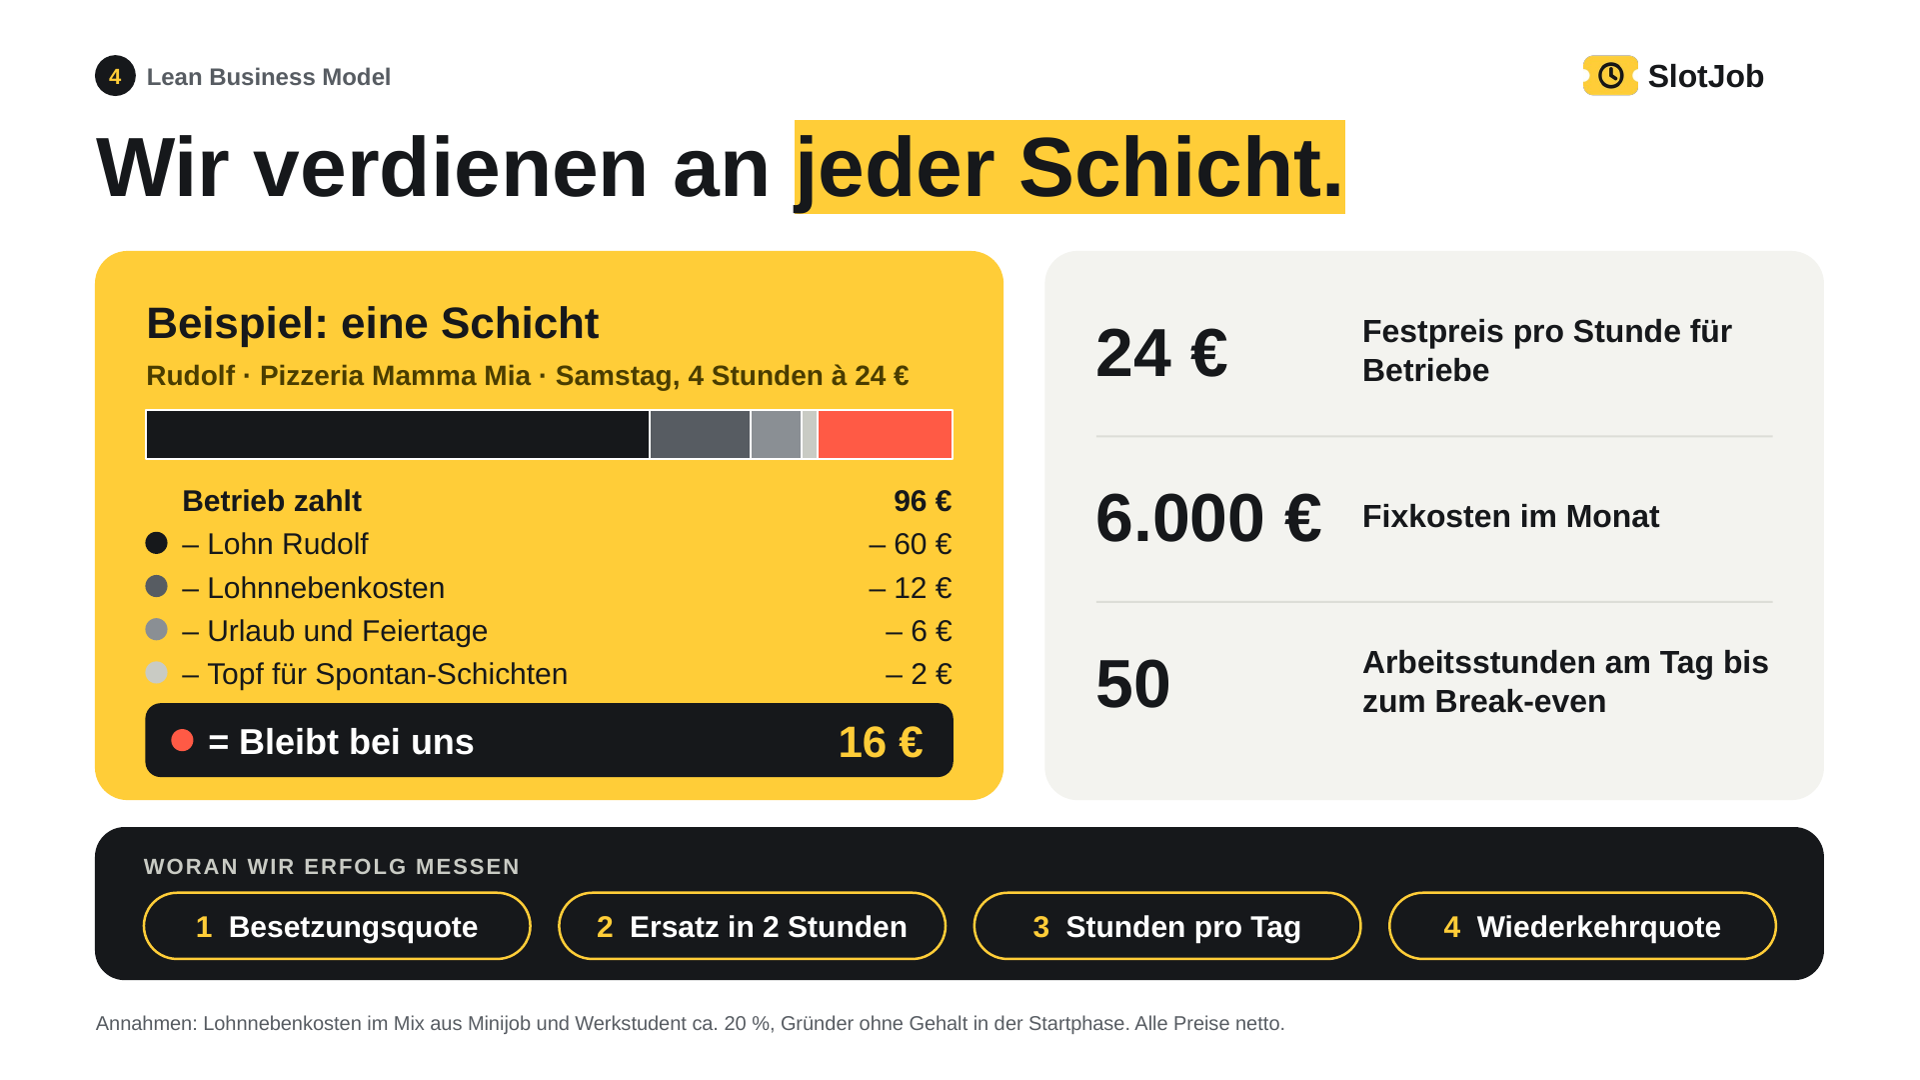 4 Lean Business Model
SlotJob
Wir verdienen an jeder Schicht.
Beispiel: eine Schicht
Rudolf · Pizzeria Mamma Mia · Samstag, 4 Stunden à 24 €
Betrieb zahlt 96 €
– Lohn Rudolf – 60 €
– Lohnnebenkosten – 12 €
– Urlaub und Feiertage – 6 €
– Topf für Spontan-Schichten – 2 €
= Bleibt bei uns 16 €
24 € Festpreis pro Stunde für
Betriebe
6.000 € Fixkosten im Monat
50 Arbeitsstunden am Tag bis
zum Break-even
WORAN WIR ERFOLG MESSEN
1 Besetzungsquote
2 Ersatz in 2 Stunden
3 Stunden pro Tag
4 Wiederkehrquote
Annahmen: Lohnnebenkosten im Mix aus Minijob und Werkstudent ca. 20 %, Gründer ohne Gehalt in der Startphase. Alle Preise netto.